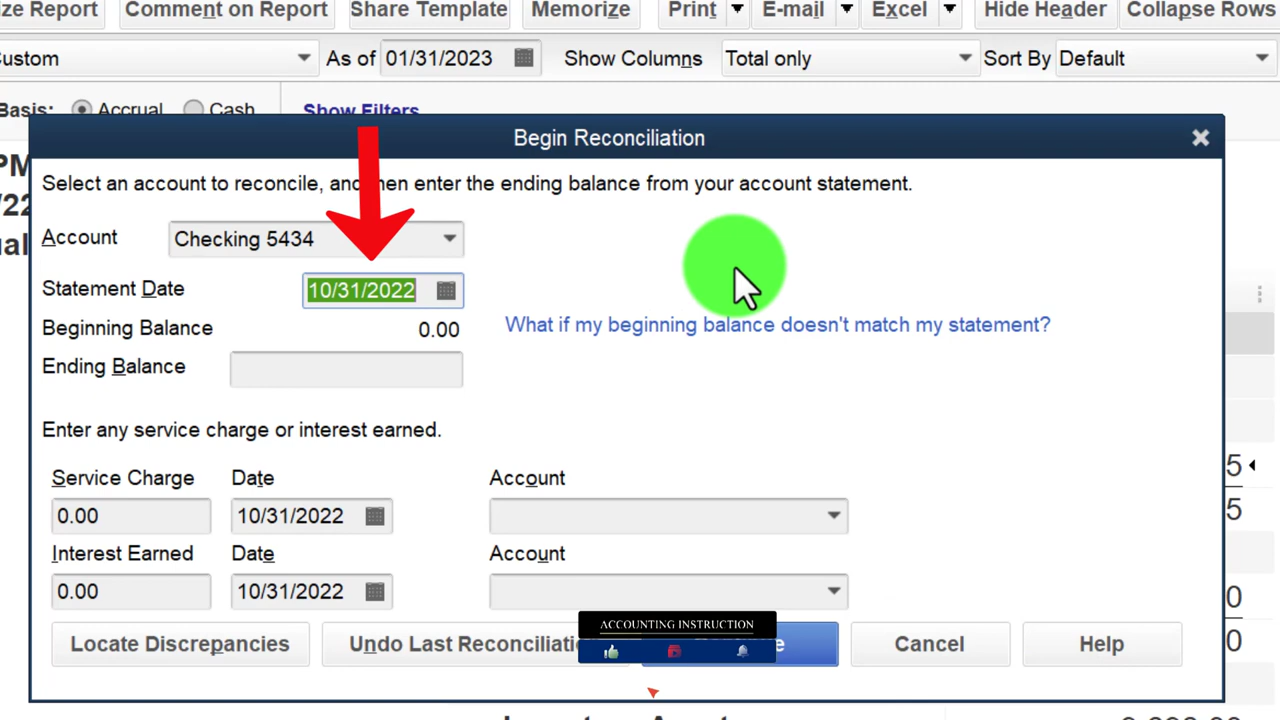 ze Report Comment on Report Share Template Memorize Print E-mail Excel Hide Header Collapse Rows
Custom As of 01/31/2023 Show Columns Total only Sort By Default
Basis: Accrual Cash Show Filters
Begin Reconciliation
Select an account to reconcile, and then enter the ending balance from your account statement.
Account Checking 5434
Statement Date 10/31/2022
Beginning Balance 0.00 What if my beginning balance doesn't match my statement?
Ending Balance
Enter any service charge or interest earned.
Service Charge Date Account
0.00 10/31/2022
Interest Earned Date Account
0.00 10/31/2022
ACCOUNTING INSTRUCTION
Locate Discrepancies Undo Last Reconciliatio Cancel Help